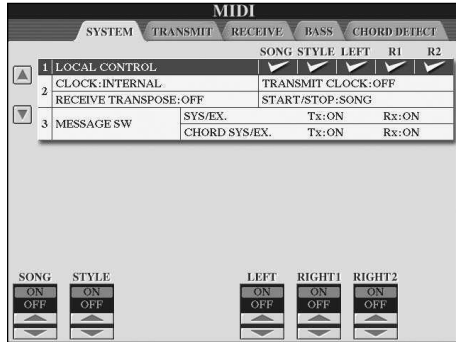 MIDI
SYSTEM TRANSMIT RECEIVE BASS CHORD DETECT
SONG STYLE LEFT R1 R2
1 LOCAL CONTROL
2 CLOCK:INTERNAL TRANSMIT CLOCK:OFF
RECEIVE TRANSPOSE:OFF START/STOP:SONG
3 MESSAGE SW SYS/EX. Tx:ON Rx:ON
CHORD SYS/EX. Tx:ON Rx:ON
SONG STYLE LEFT RIGHT1 RIGHT2
ON ON ON ON ON
OFF OFF OFF OFF OFF